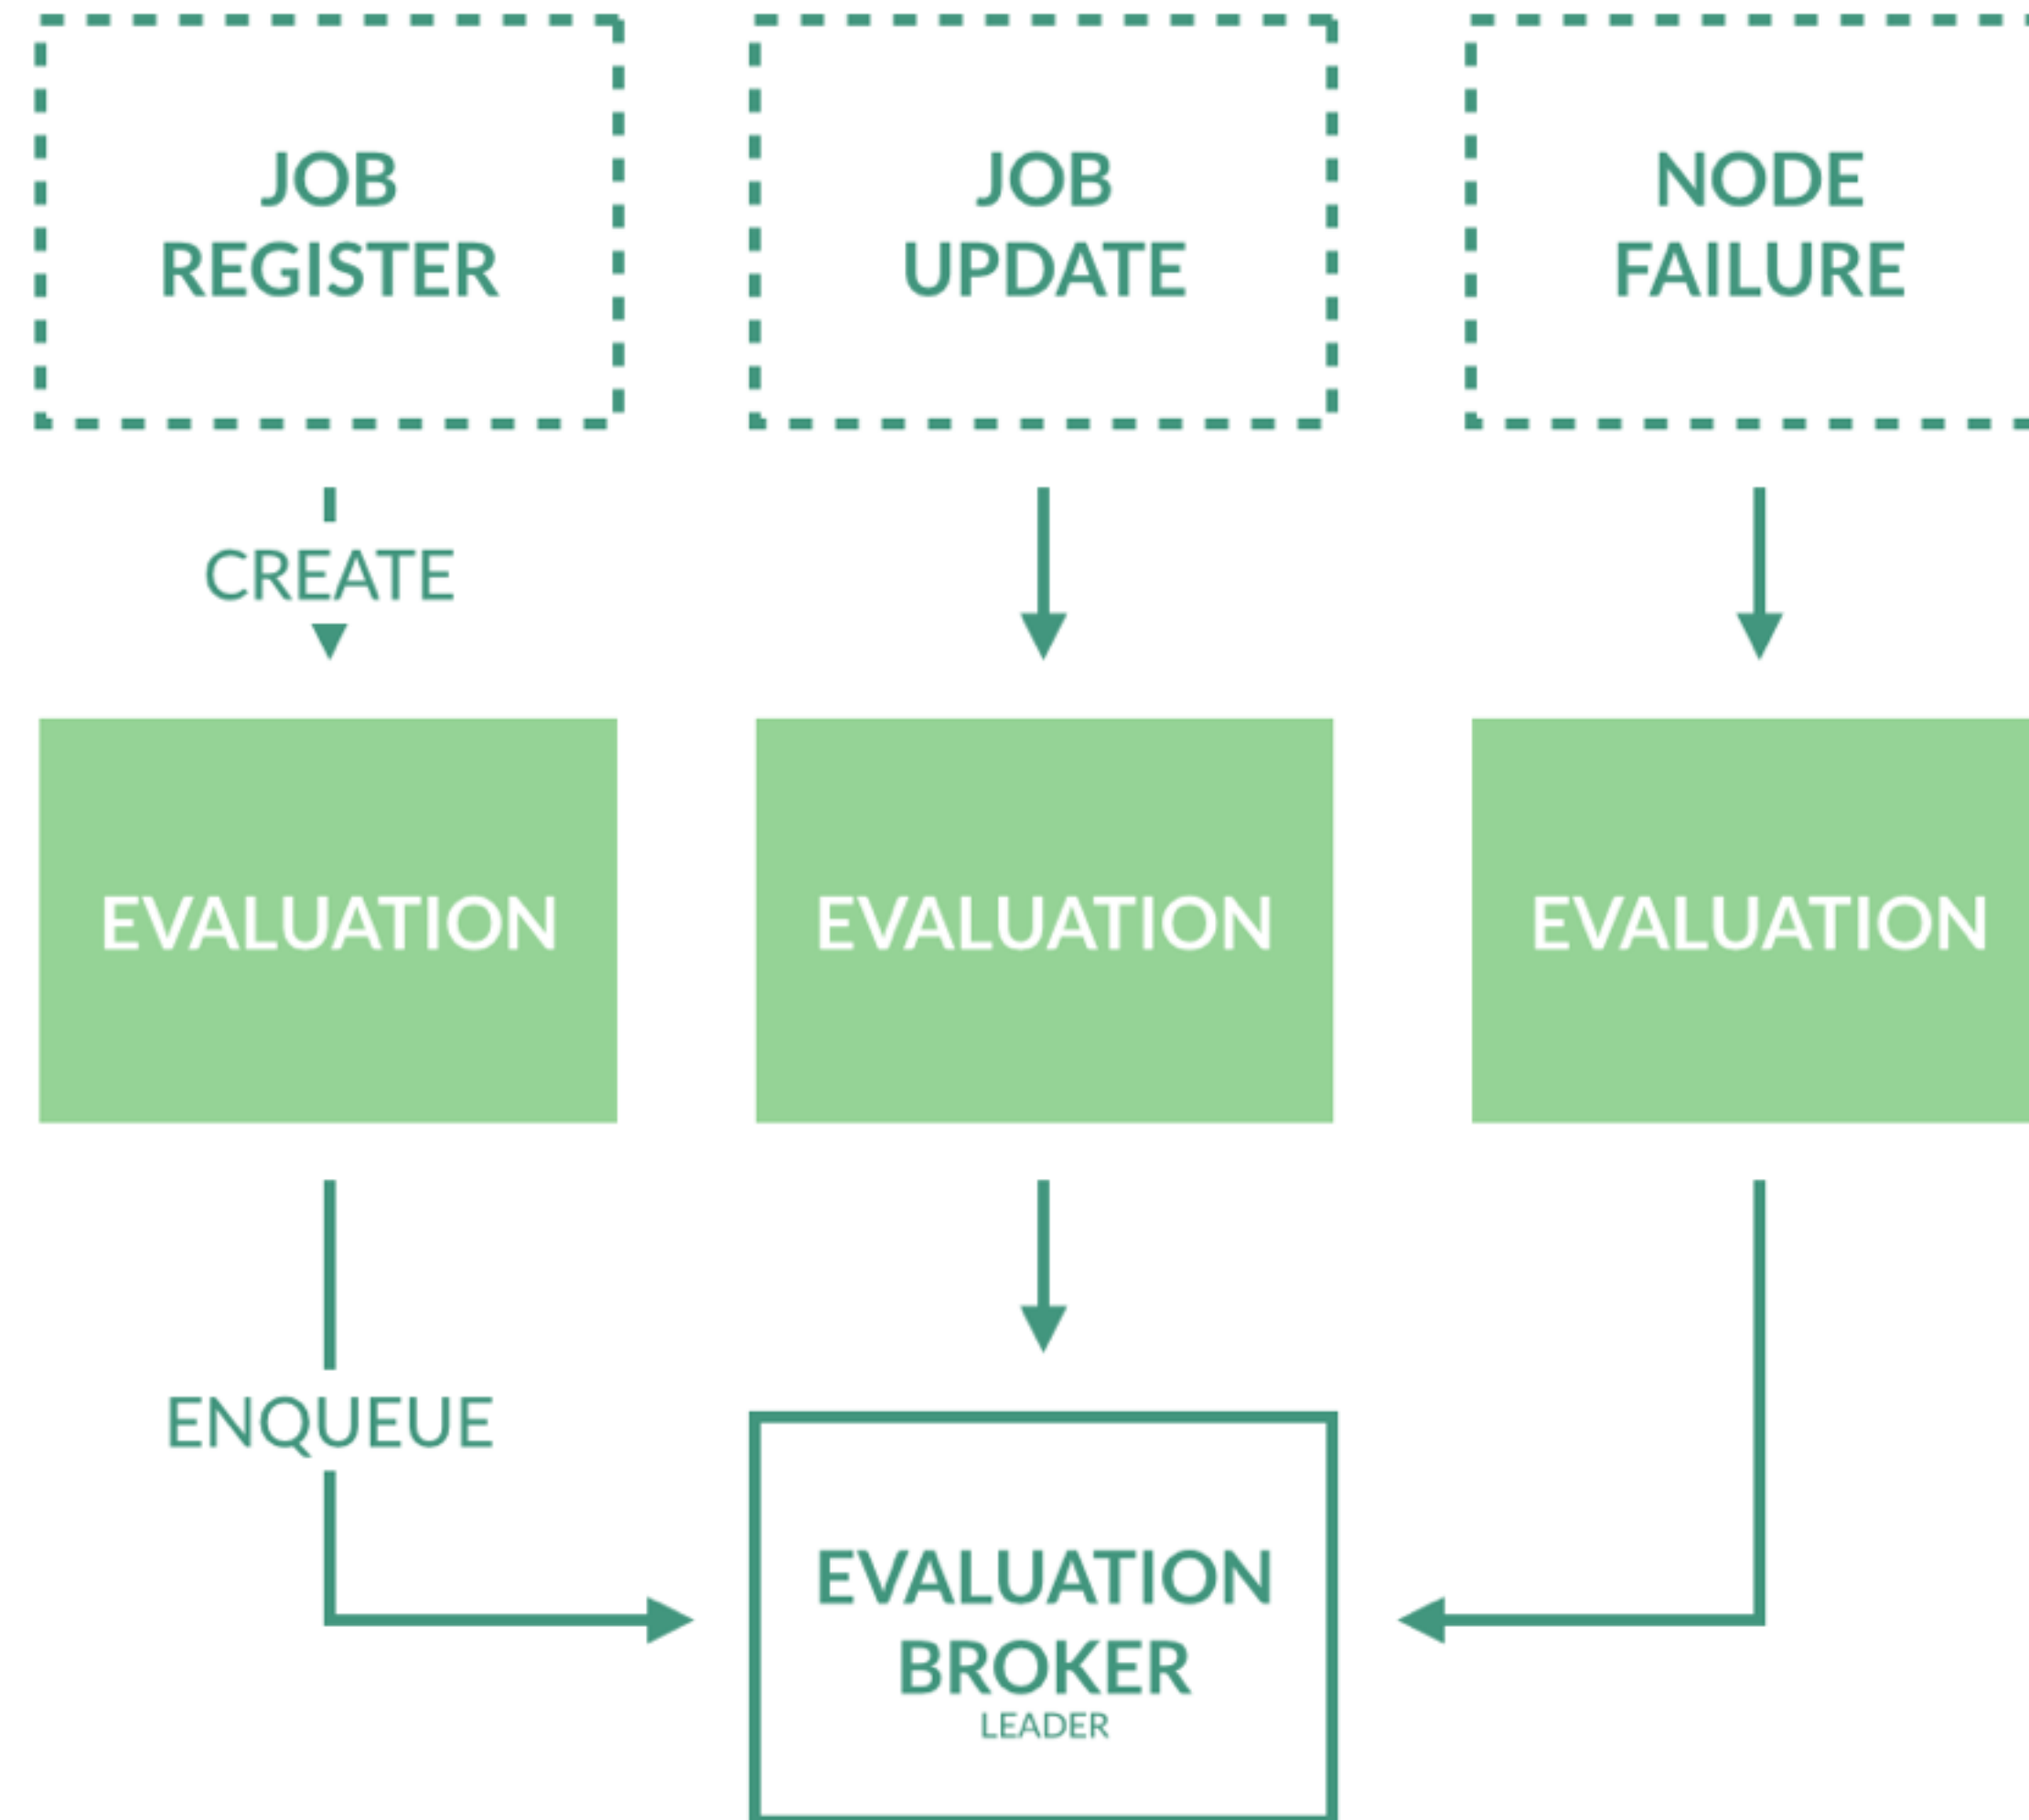 JOB
REGISTER
JOB
UPDATE
NODE
FAILURE
CREATE
EVALUATION
EVALUATION
EVALUATION
ENQUEUE
EVALUATION
BROKER
LEADER